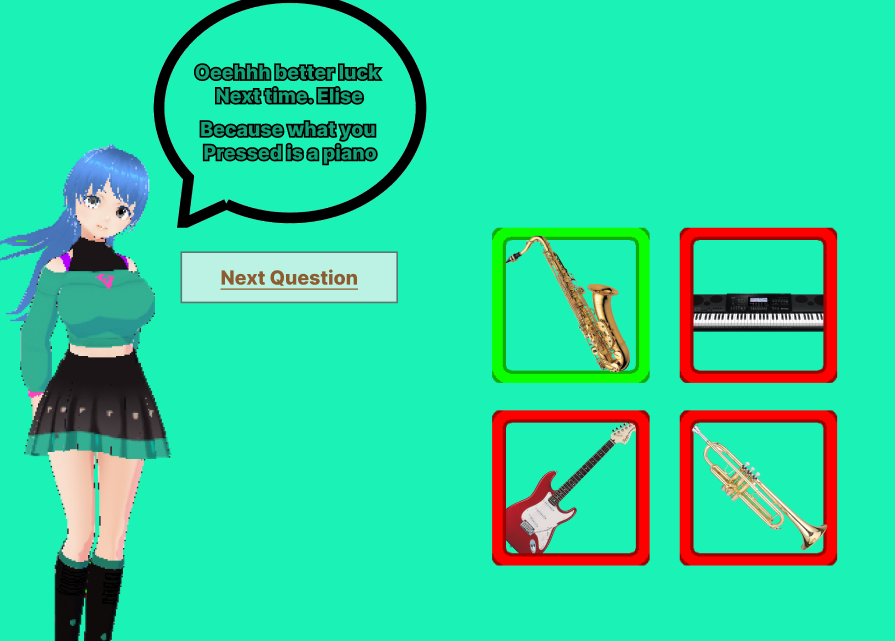 Oeehhh better luck
Next time. Elise
Because what you
Pressed is a piano
Next Question